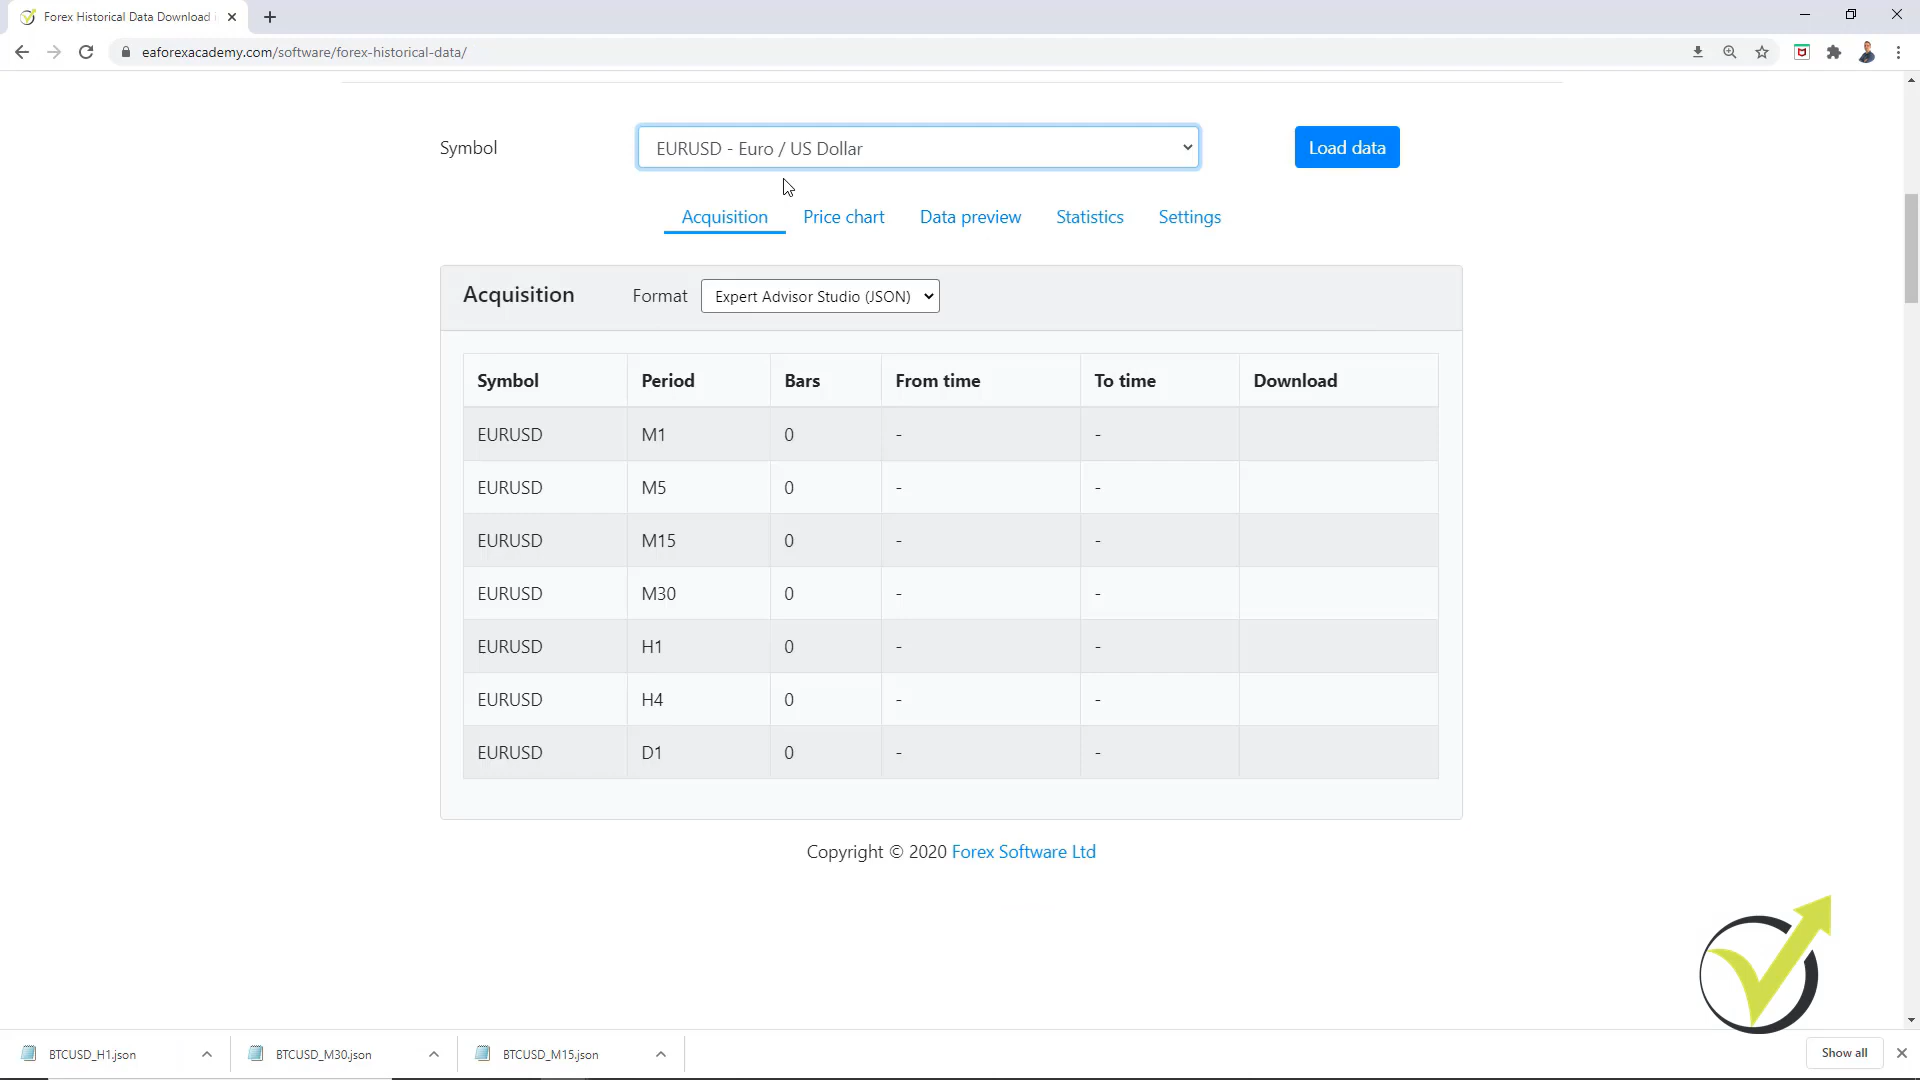 Forex Historical Data Download i
eaforexacademy.com/software/forex-historical-data/
Symbol EURUSD - Euro / US Dollar Load data
Acquisition Price chart Data preview Statistics Settings
Acquisition Format Expert Advisor Studio (JSON)
Symbol Period Bars From time To time Download
EURUSD M1 0 - -
EURUSD M5 0 - -
EURUSD M15 0 - -
EURUSD M30 0 - -
EURUSD H1 0 - -
EURUSD H4 0 - -
EURUSD D1 0 - -
Copyright © 2020 Forex Software Ltd
BTCUSD_H1.json BTCUSD_M30.json BTCUSD_M15.json Show all